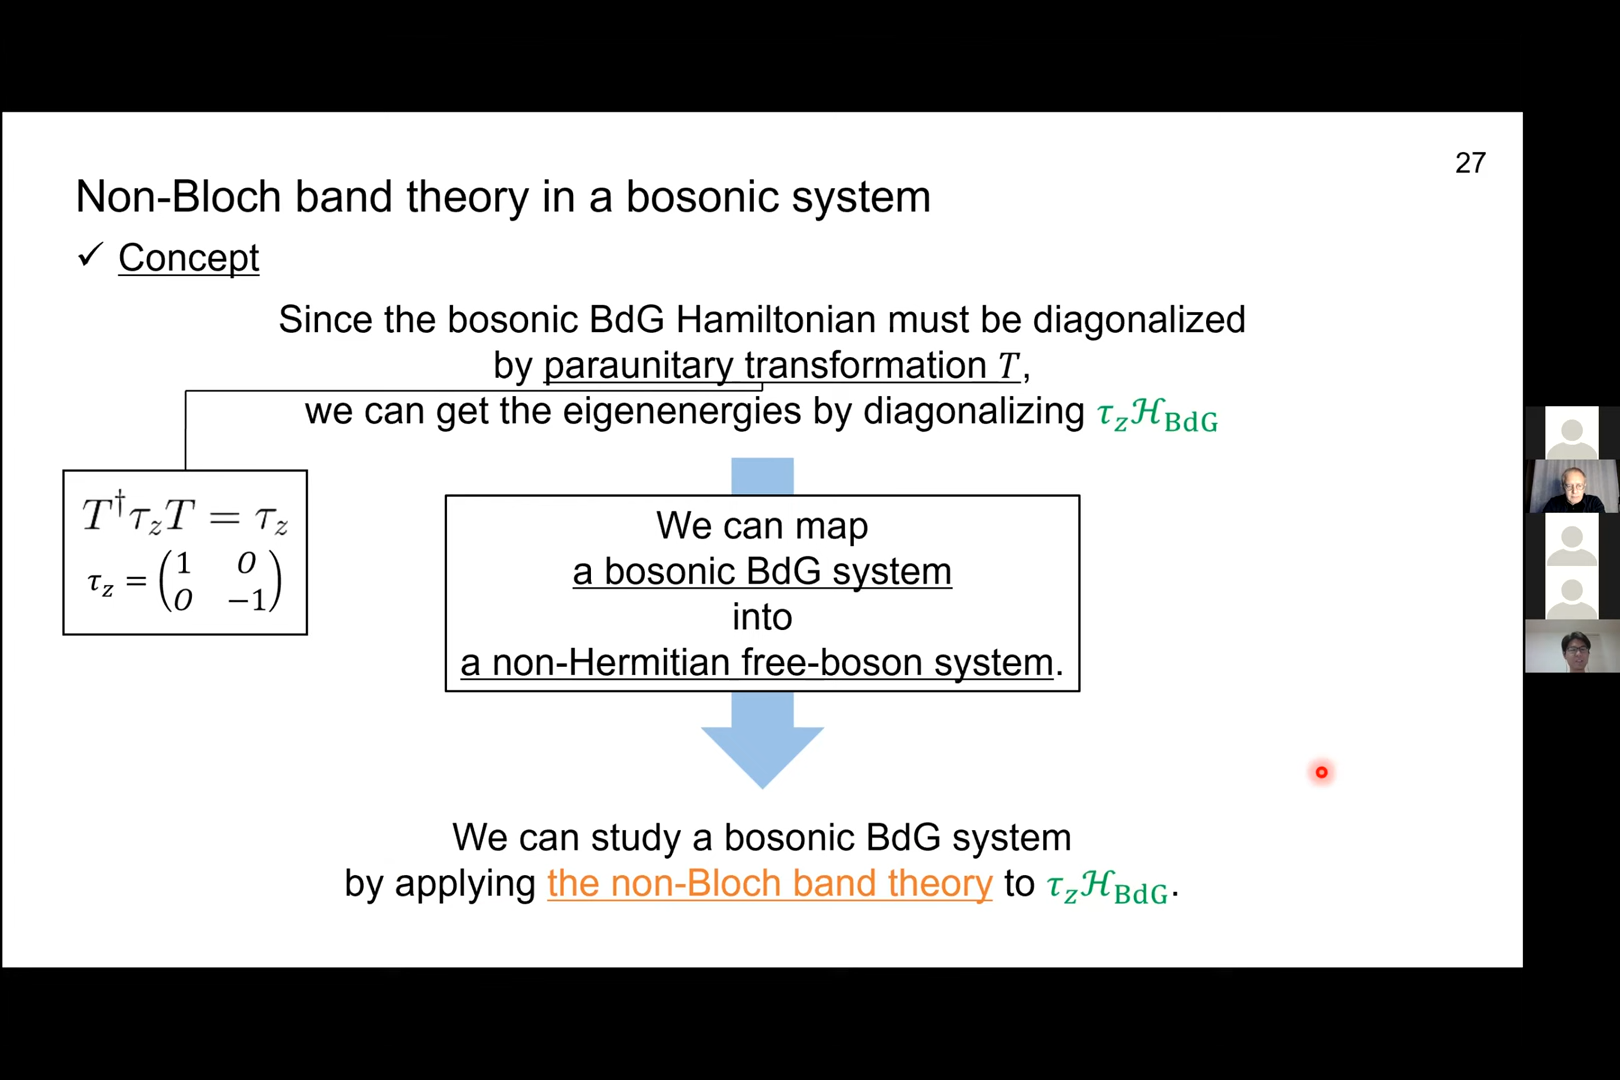 27
Non-Bloch band theory in a bosonic system
✓ Concept
Since the bosonic BdG Hamiltonian must be diagonalized
by paraunitary transformation T,
we can get the eigenenergies by diagonalizing τ_z ℋ_BdG
T†τ_zT = τ_z
τ_z = (1 0
0 −1)
We can map
a bosonic BdG system
into
a non-Hermitian free-boson system.
We can study a bosonic BdG system
by applying the non-Bloch band theory to τ_z ℋ_BdG.